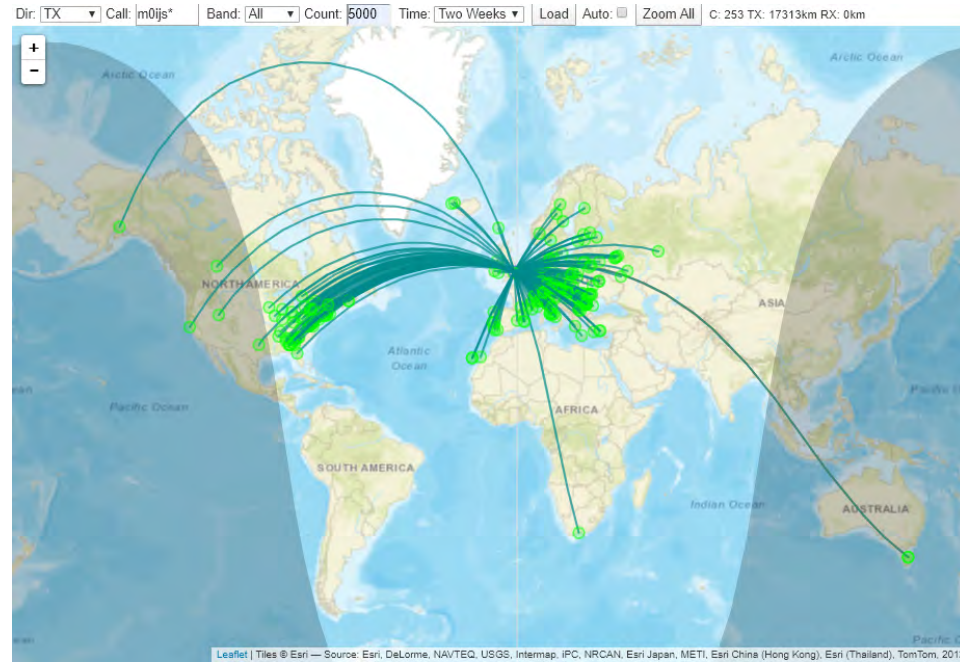 Dir: TX Call: m0ijs* Band: All Count: 5000 Time: Two Weeks Load Auto: Zoom All C: 253 TX: 17313km RX: 0km
+
-
Arctic Ocean
Arctic Ocean
NORTH AMERICA
ASIA
Atlantic
Ocean
Pacific Ocean
AFRICA
SOUTH AMERICA
Indian Ocean
AUSTRALIA
Leaflet | Tiles © Esri — Source: Esri, DeLorme, NAVTEQ, USGS, Intermap, iPC, NRCAN, Esri Japan, METI, Esri China (Hong Kong), Esri (Thailand), TomTom, 201